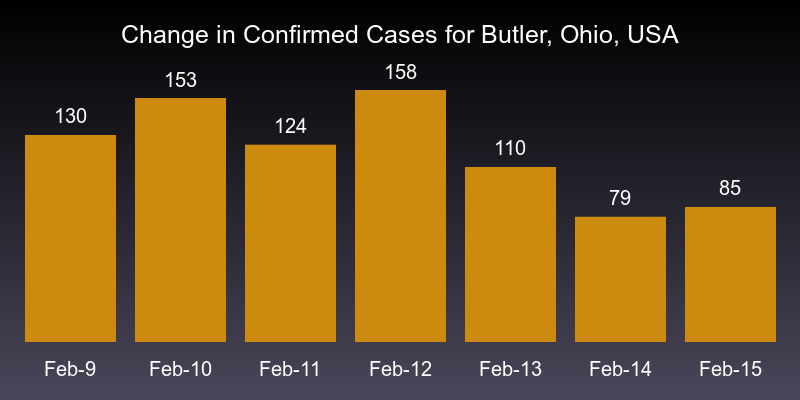 Change in Confirmed Cases for Butler, Ohio, USA
130 153 124 158 110 79 85
Feb-9 Feb-10 Feb-11 Feb-12 Feb-13 Feb-14 Feb-15